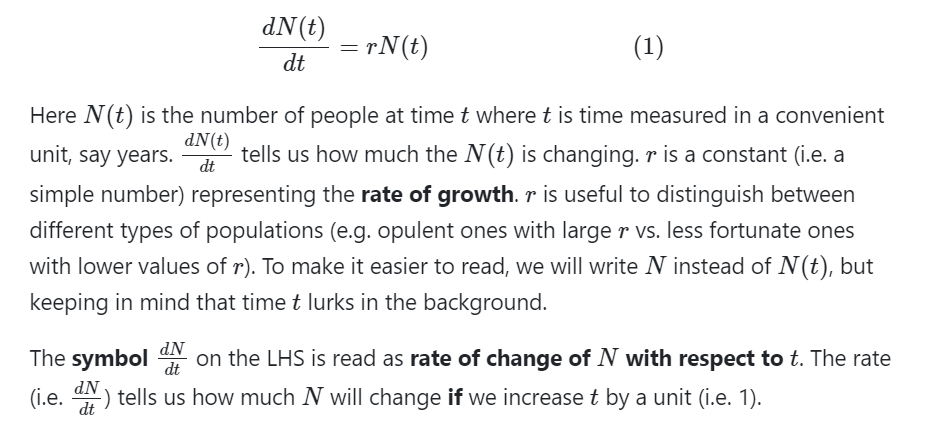 dN(t)/dt = rN(t) (1)
Here N(t) is the number of people at time t where t is time measured in a convenient
unit, say years. dN(t)/dt tells us how much the N(t) is changing. r is a constant (i.e. a
simple number) representing the rate of growth. r is useful to distinguish between
different types of populations (e.g. opulent ones with large r vs. less fortunate ones
with lower values of r). To make it easier to read, we will write N instead of N(t), but
keeping in mind that time t lurks in the background.
The symbol dN/dt on the LHS is read as rate of change of N with respect to t. The rate
(i.e. dN/dt) tells us how much N will change if we increase t by a unit (i.e. 1).